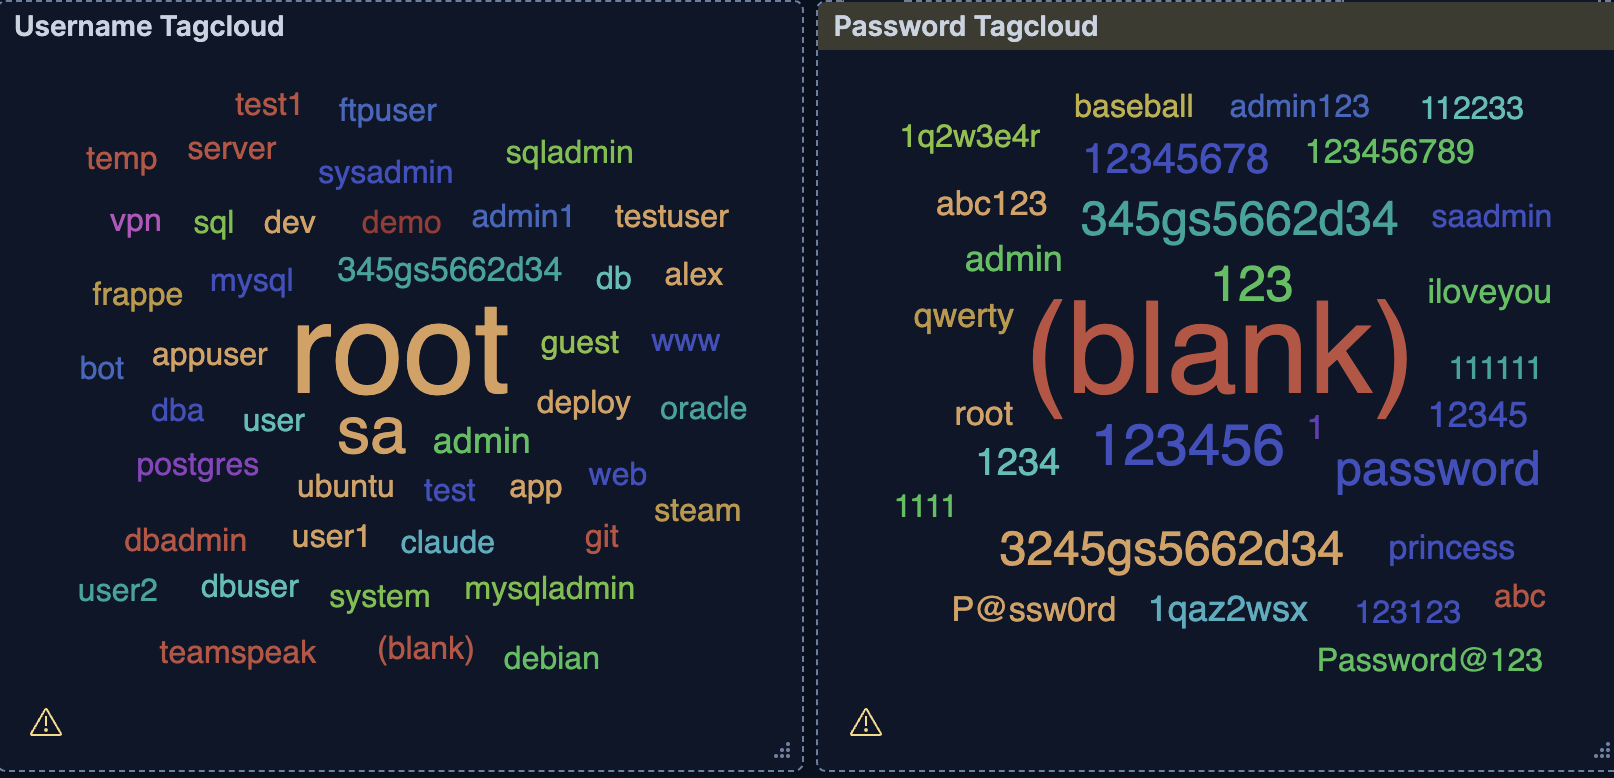 Username Tagcloud
test1 ftpuser
temp server sysadmin sqladmin
vpn sql dev demo admin1 testuser
frappe mysql 345gs5662d34 db alex
bot appuser root guest www
dba user sa admin deploy oracle
postgres ubuntu test app web steam
dbadmin user1 claude git
user2 dbuser system mysqladmin
teamspeak (blank) debian
Password Tagcloud
1q2w3e4r baseball admin123 112233
12345678 123456789
abc123 345gs5662d34 saadmin
admin 123 iloveyou
qwerty (blank) 111111
root 123456 1 12345
1234 password
1111
3245gs5662d34 princess
P@ssw0rd 1qaz2wsx 123123 abc
Password@123